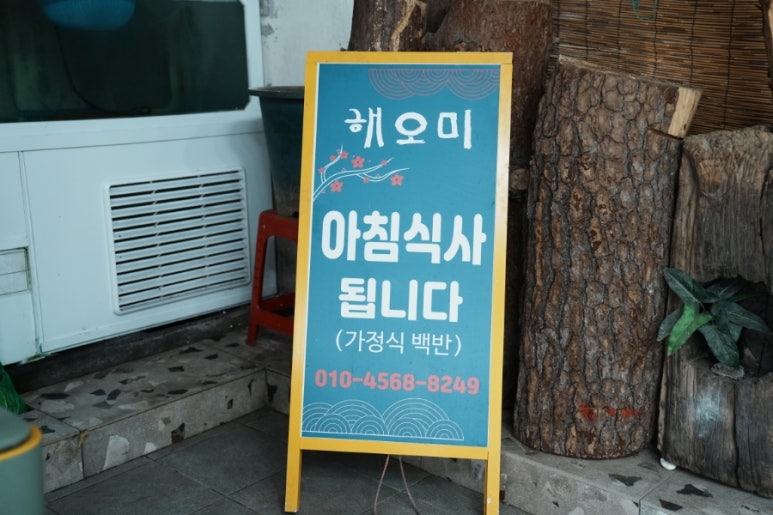 해오미
아침식사
됩니다
(가정식 백반)
010-4568-8249